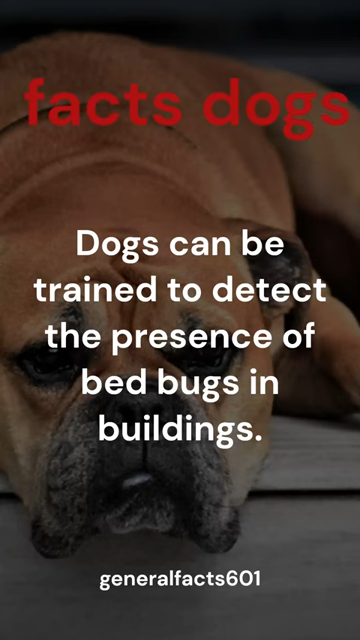 facts dogs
Dogs can be
trained to detect
the presence of
bed bugs in
buildings.
generalfacts601